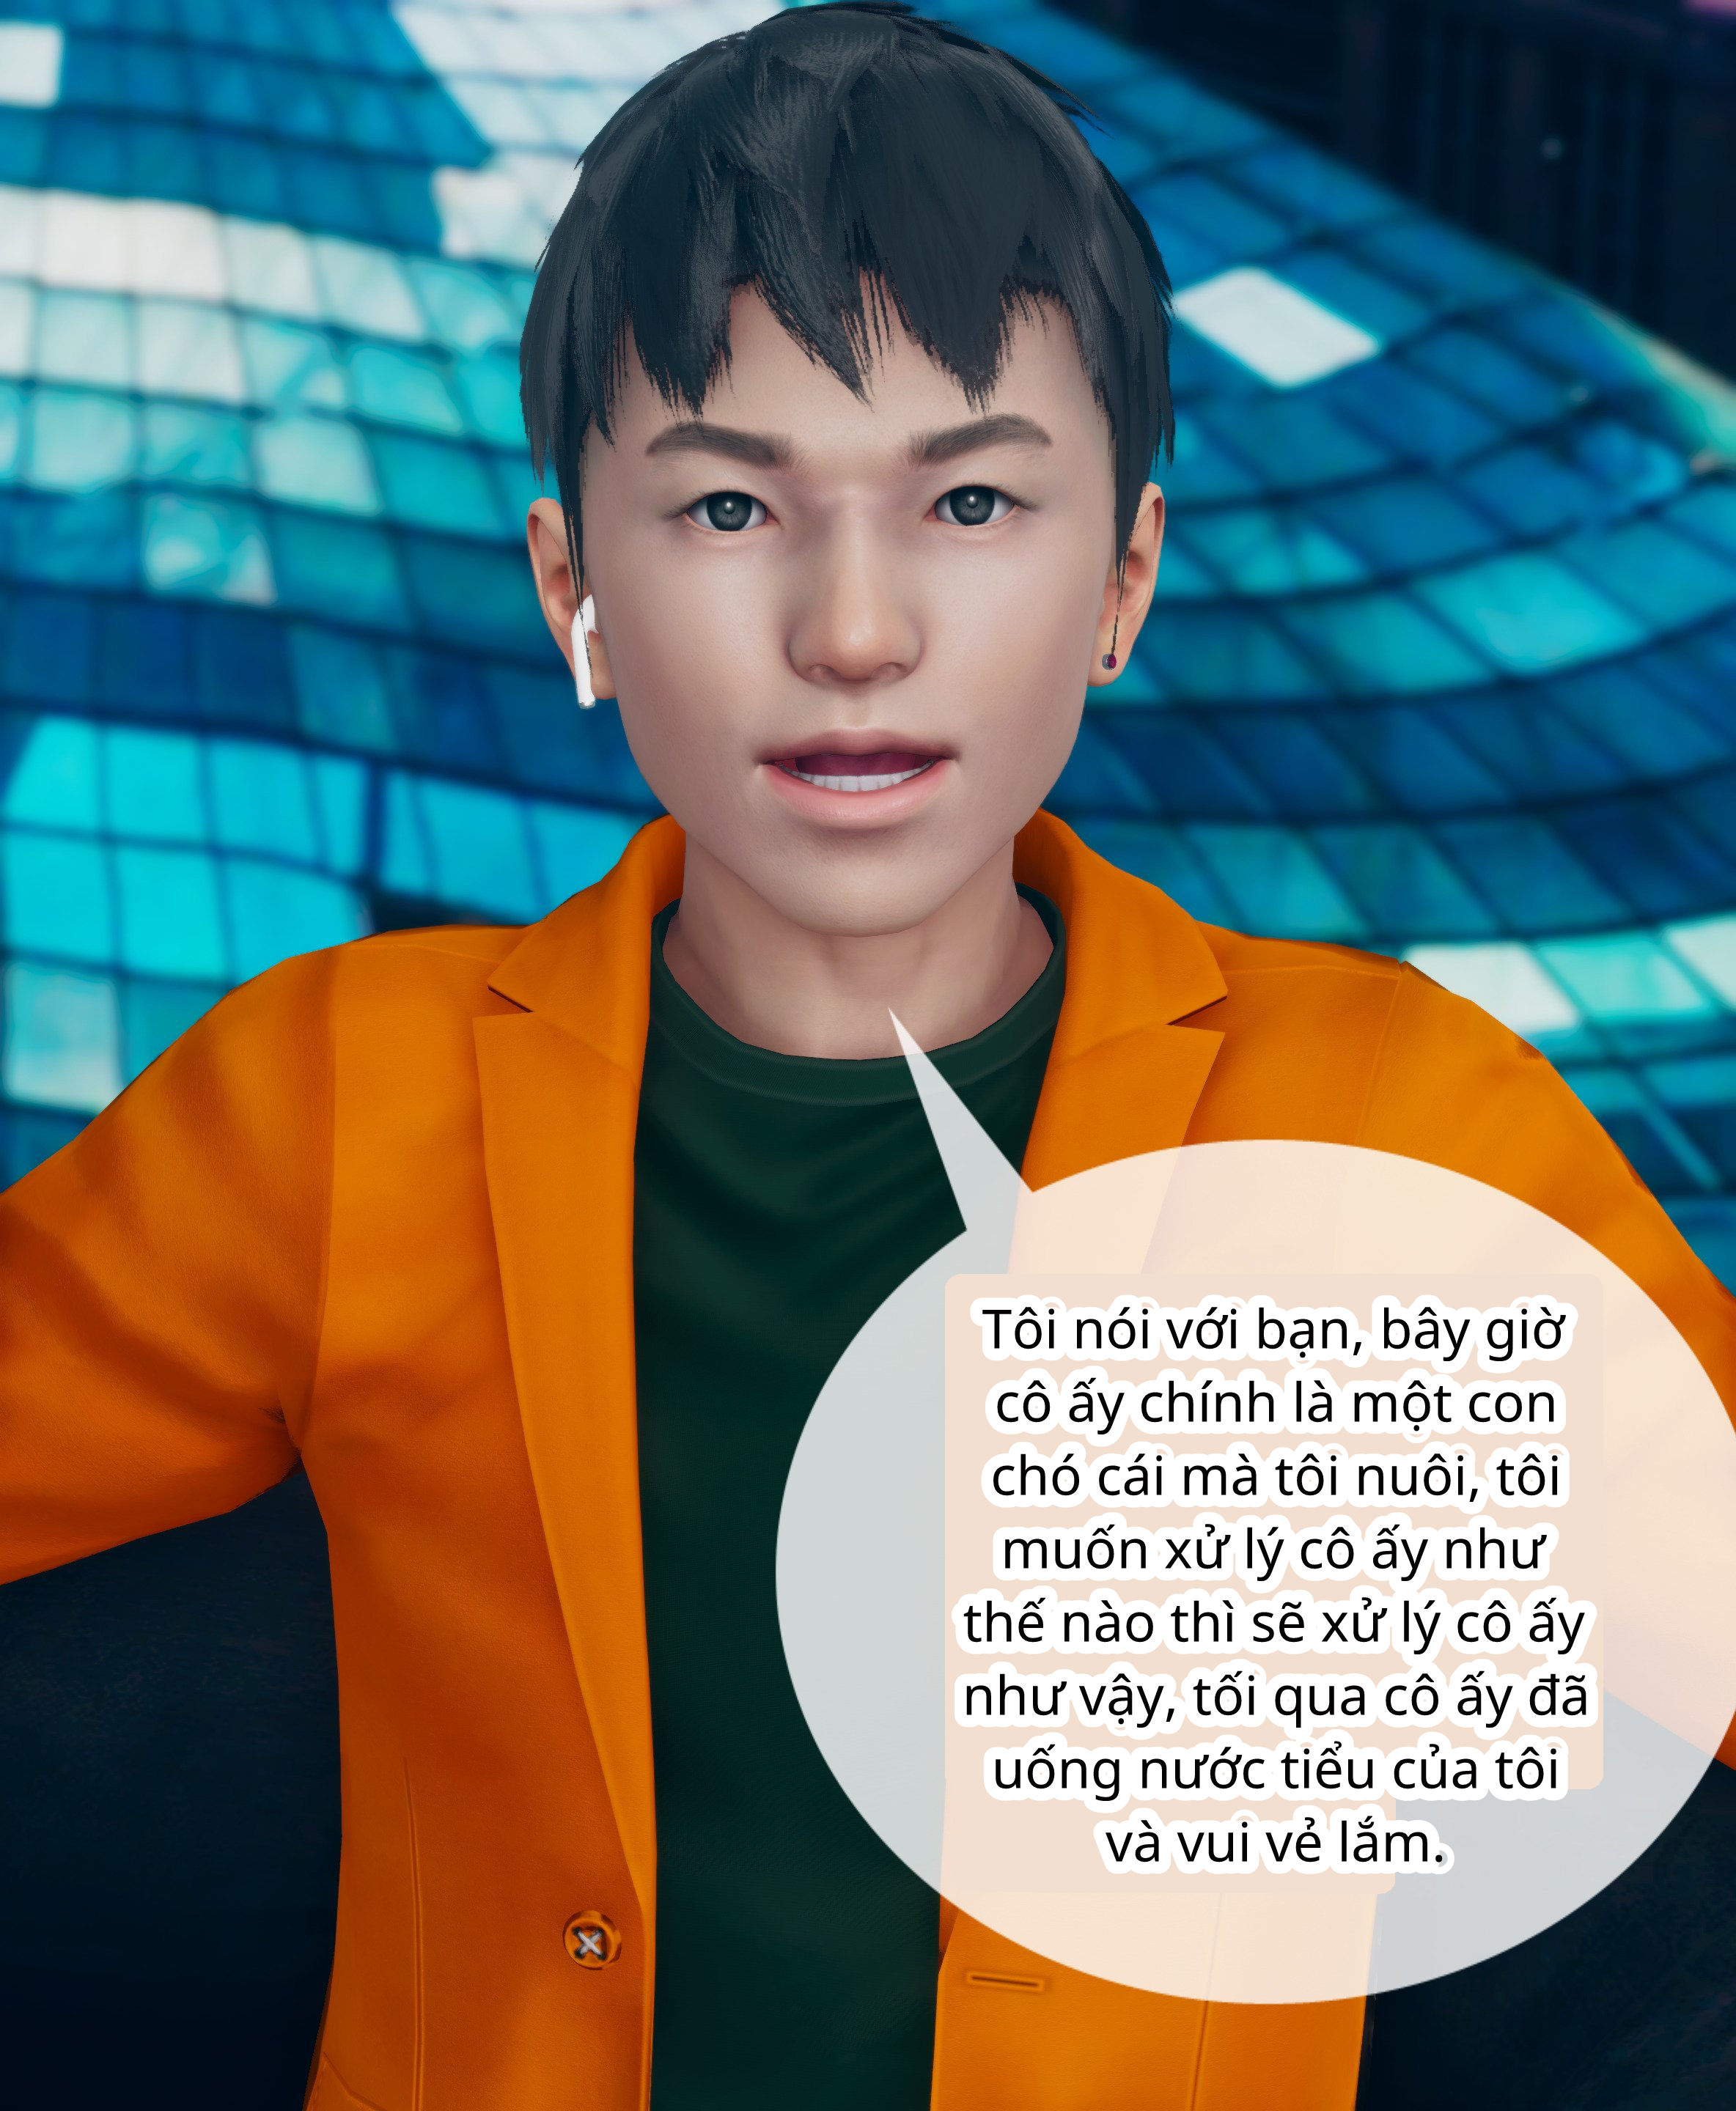 Tôi nói với bạn, bây giờ
cô ấy chính là một con
chó cái mà tôi nuôi, tôi
muốn xử lý cô ấy như
thế nào thì sẽ xử lý cô ấy
như vậy, tối qua cô ấy đã
uống nước tiểu của tôi
và vui vẻ lắm.